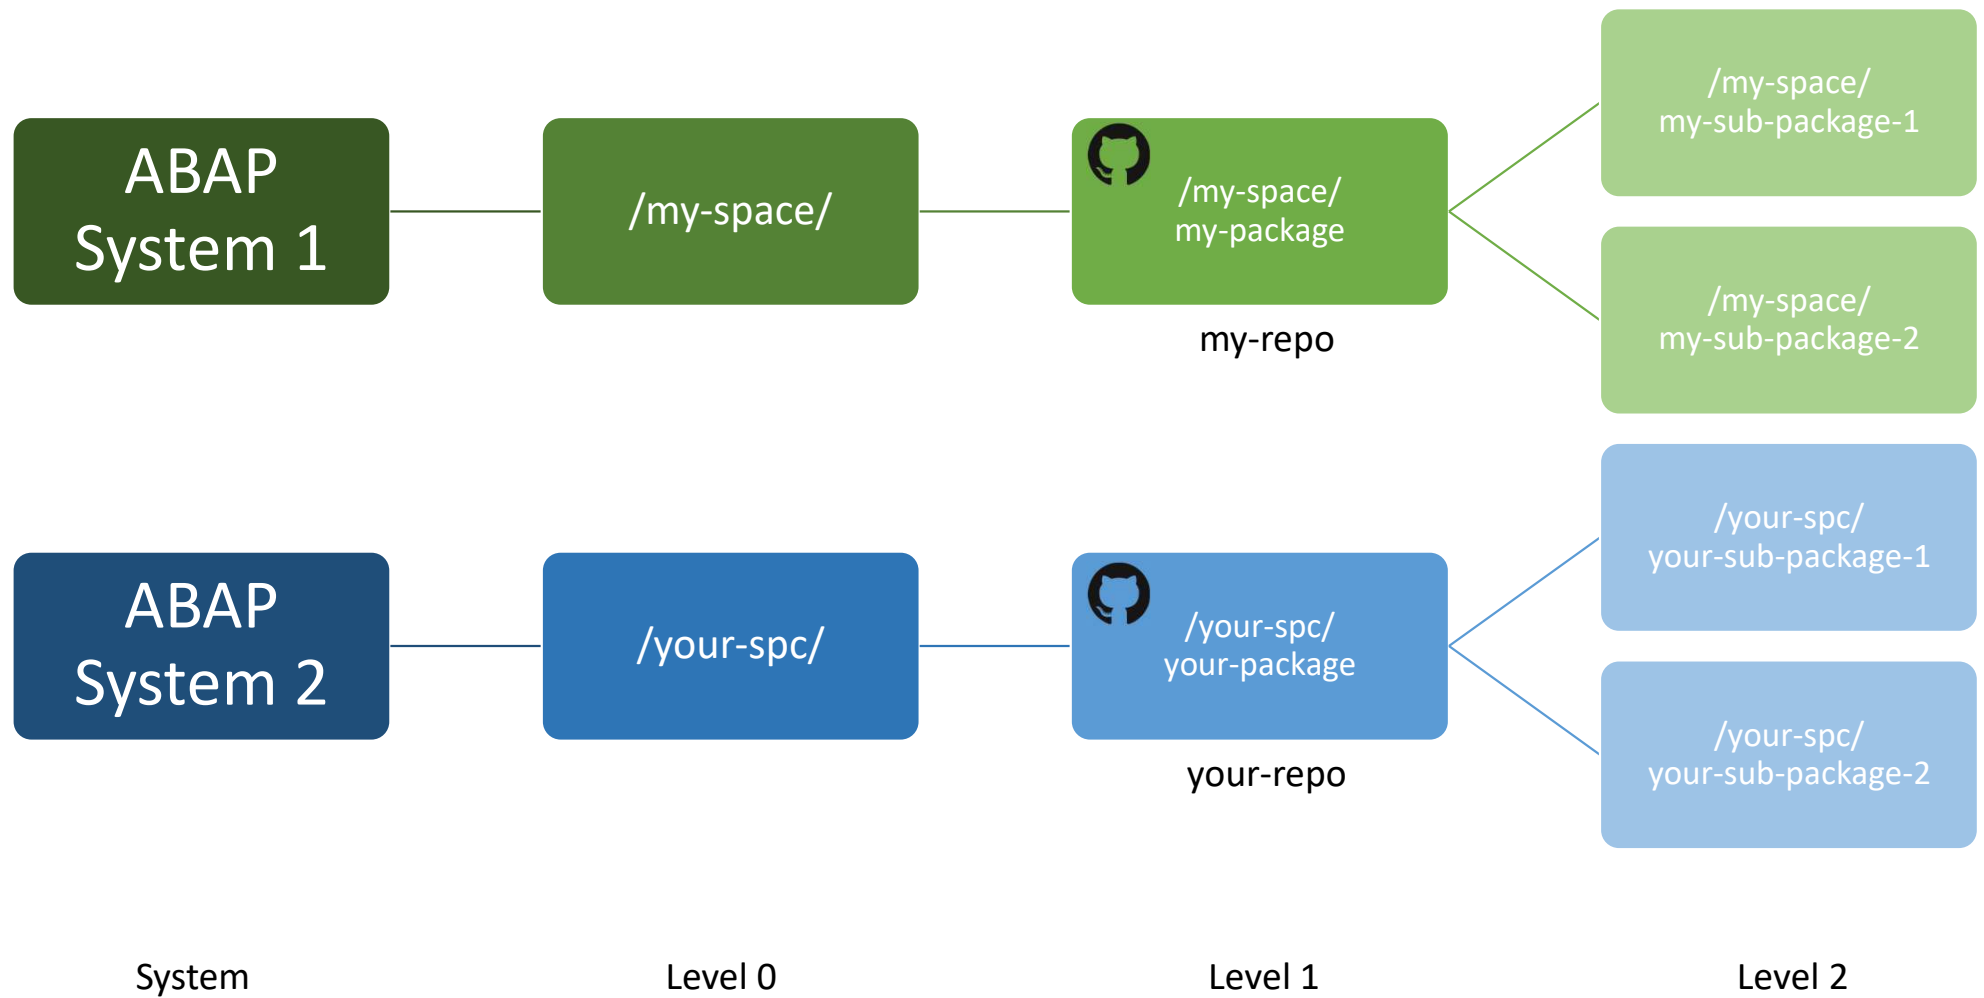 ABAP
System 1
/my-space/
/my-space/
my-package
my-repo
/my-space/
my-sub-package-1
/my-space/
my-sub-package-2
ABAP
System 2
/your-spc/
/your-spc/
your-package
your-repo
/your-spc/
your-sub-package-1
/your-spc/
your-sub-package-2
System
Level 0
Level 1
Level 2